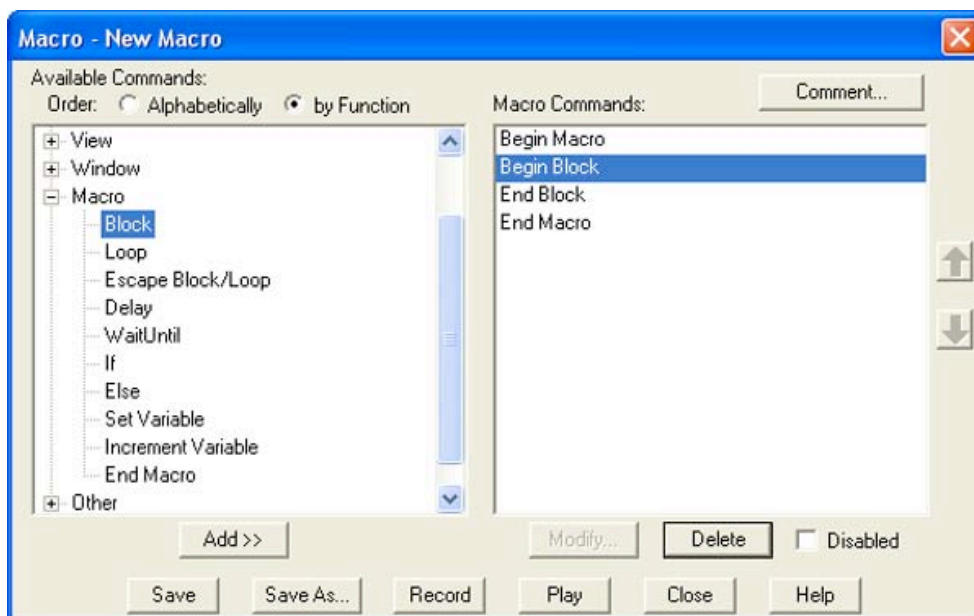 Macro - New Macro
Available Commands:
Order: Alphabetically by Function
View
Window
Macro
Block
Loop
Escape Block/Loop
Delay
WaitUntil
If
Else
Set Variable
Increment Variable
End Macro
Other
Add >>
Macro Commands:
Comment...
Begin Macro
Begin Block
End Block
End Macro
Modify...
Delete
Disabled
Save
Save As...
Record
Play
Close
Help